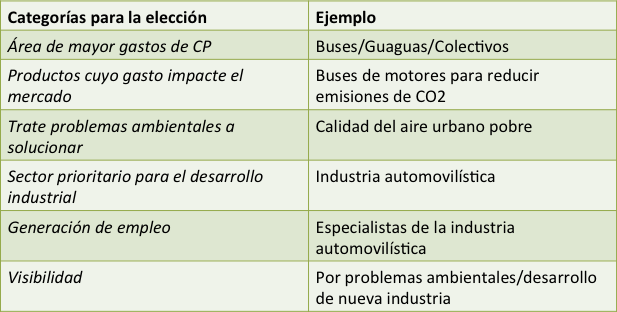 Categorías para la elección
Ejemplo
Área de mayor gastos de CP
Buses/Guaguas/Colectivos
Productos cuyo gasto impacte el
mercado
Buses de motores para reducir
emisiones de CO2
Trate problemas ambientales a
solucionar
Calidad del aire urbano pobre
Sector prioritario para el desarrollo
industrial
Industria automovilística
Generación de empleo
Especialistas de la industria
automovilística
Visibilidad
Por problemas ambientales/desarrollo
de nueva industria